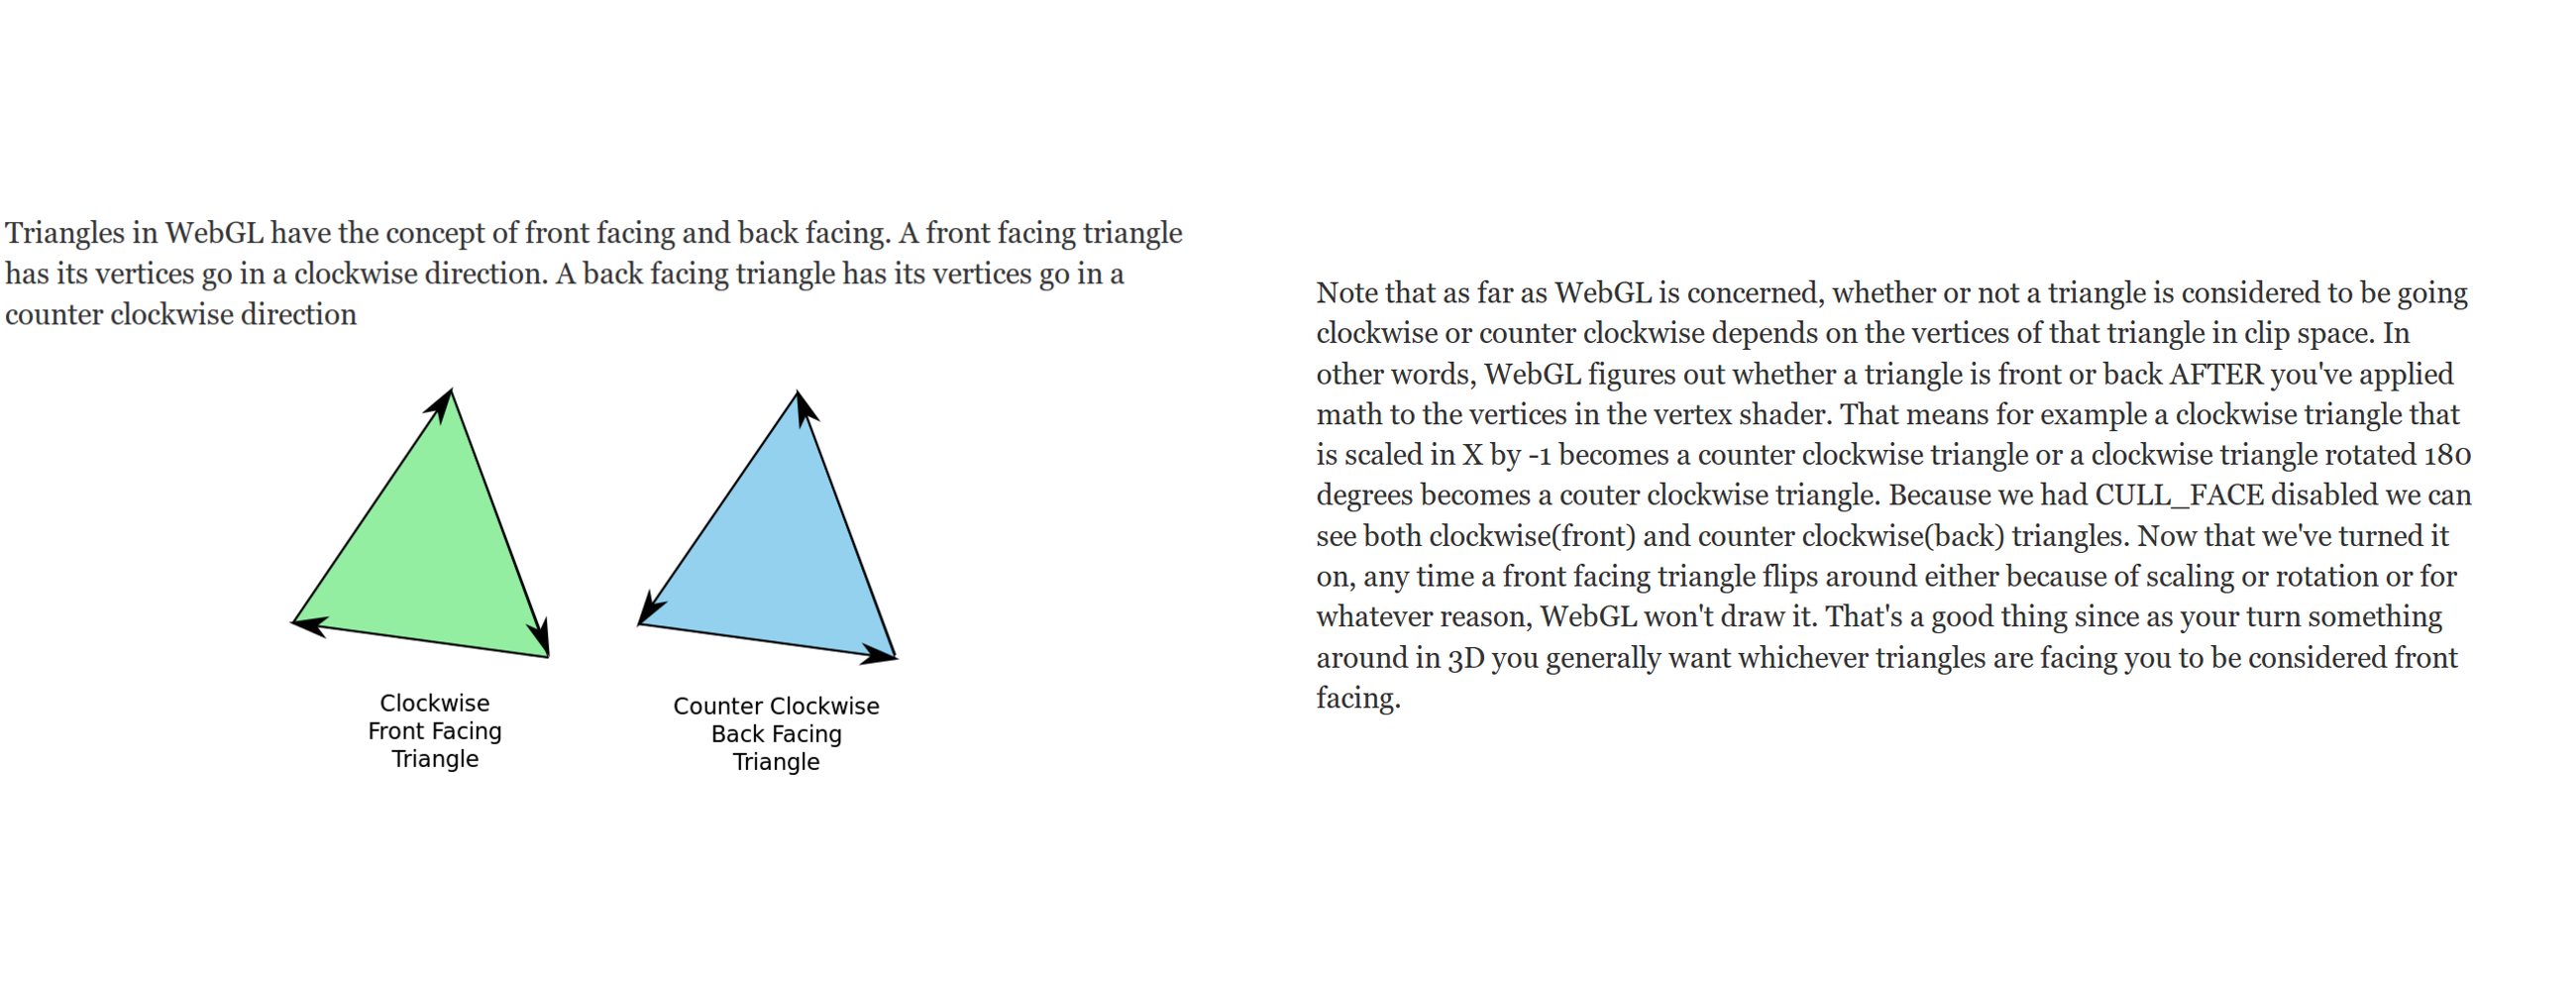 Triangles in WebGL have the concept of front facing and back facing. A front facing triangle
has its vertices go in a clockwise direction. A back facing triangle has its vertices go in a
counter clockwise direction
Clockwise
Front Facing
Triangle
Counter Clockwise
Back Facing
Triangle
Note that as far as WebGL is concerned, whether or not a triangle is considered to be going
clockwise or counter clockwise depends on the vertices of that triangle in clip space. In
other words, WebGL figures out whether a triangle is front or back AFTER you've applied
math to the vertices in the vertex shader. That means for example a clockwise triangle that
is scaled in X by -1 becomes a counter clockwise triangle or a clockwise triangle rotated 180
degrees becomes a couter clockwise triangle. Because we had CULL_FACE disabled we can
see both clockwise(front) and counter clockwise(back) triangles. Now that we've turned it
on, any time a front facing triangle flips around either because of scaling or rotation or for
whatever reason, WebGL won't draw it. That's a good thing since as your turn something
around in 3D you generally want whichever triangles are facing you to be considered front
facing.